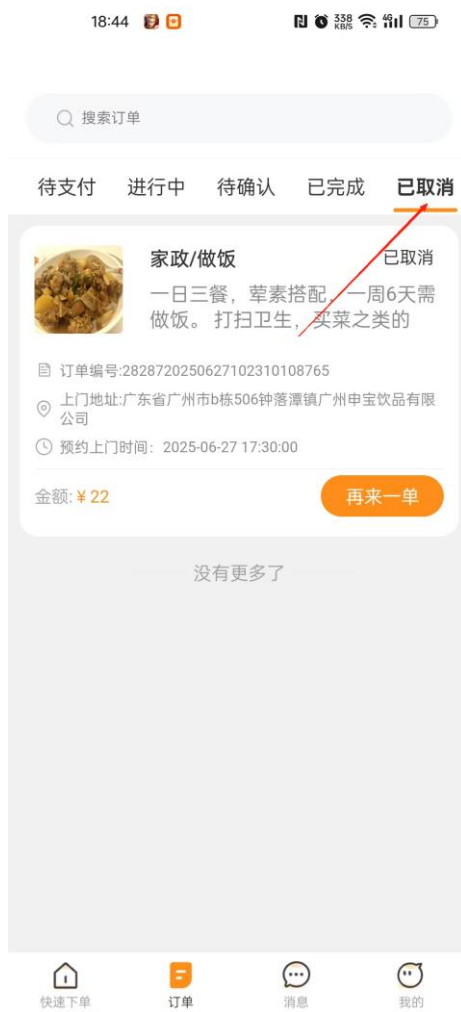 18:44
338 KB/S 4G 75
搜索订单
待支付 进行中 待确认 已完成 已取消
家政/做饭 已取消
一日三餐，荤素搭配，一周6天需
做饭。 打扫卫生，买菜之类的
订单编号:2828720250627102310108765
上门地址:广东省广州市b栋506钟落潭镇广州申宝饮品有限
公司
预约上门时间：2025-06-27 17:30:00
金额:￥22 再来一单
没有更多了
快速下单 订单 消息 我的